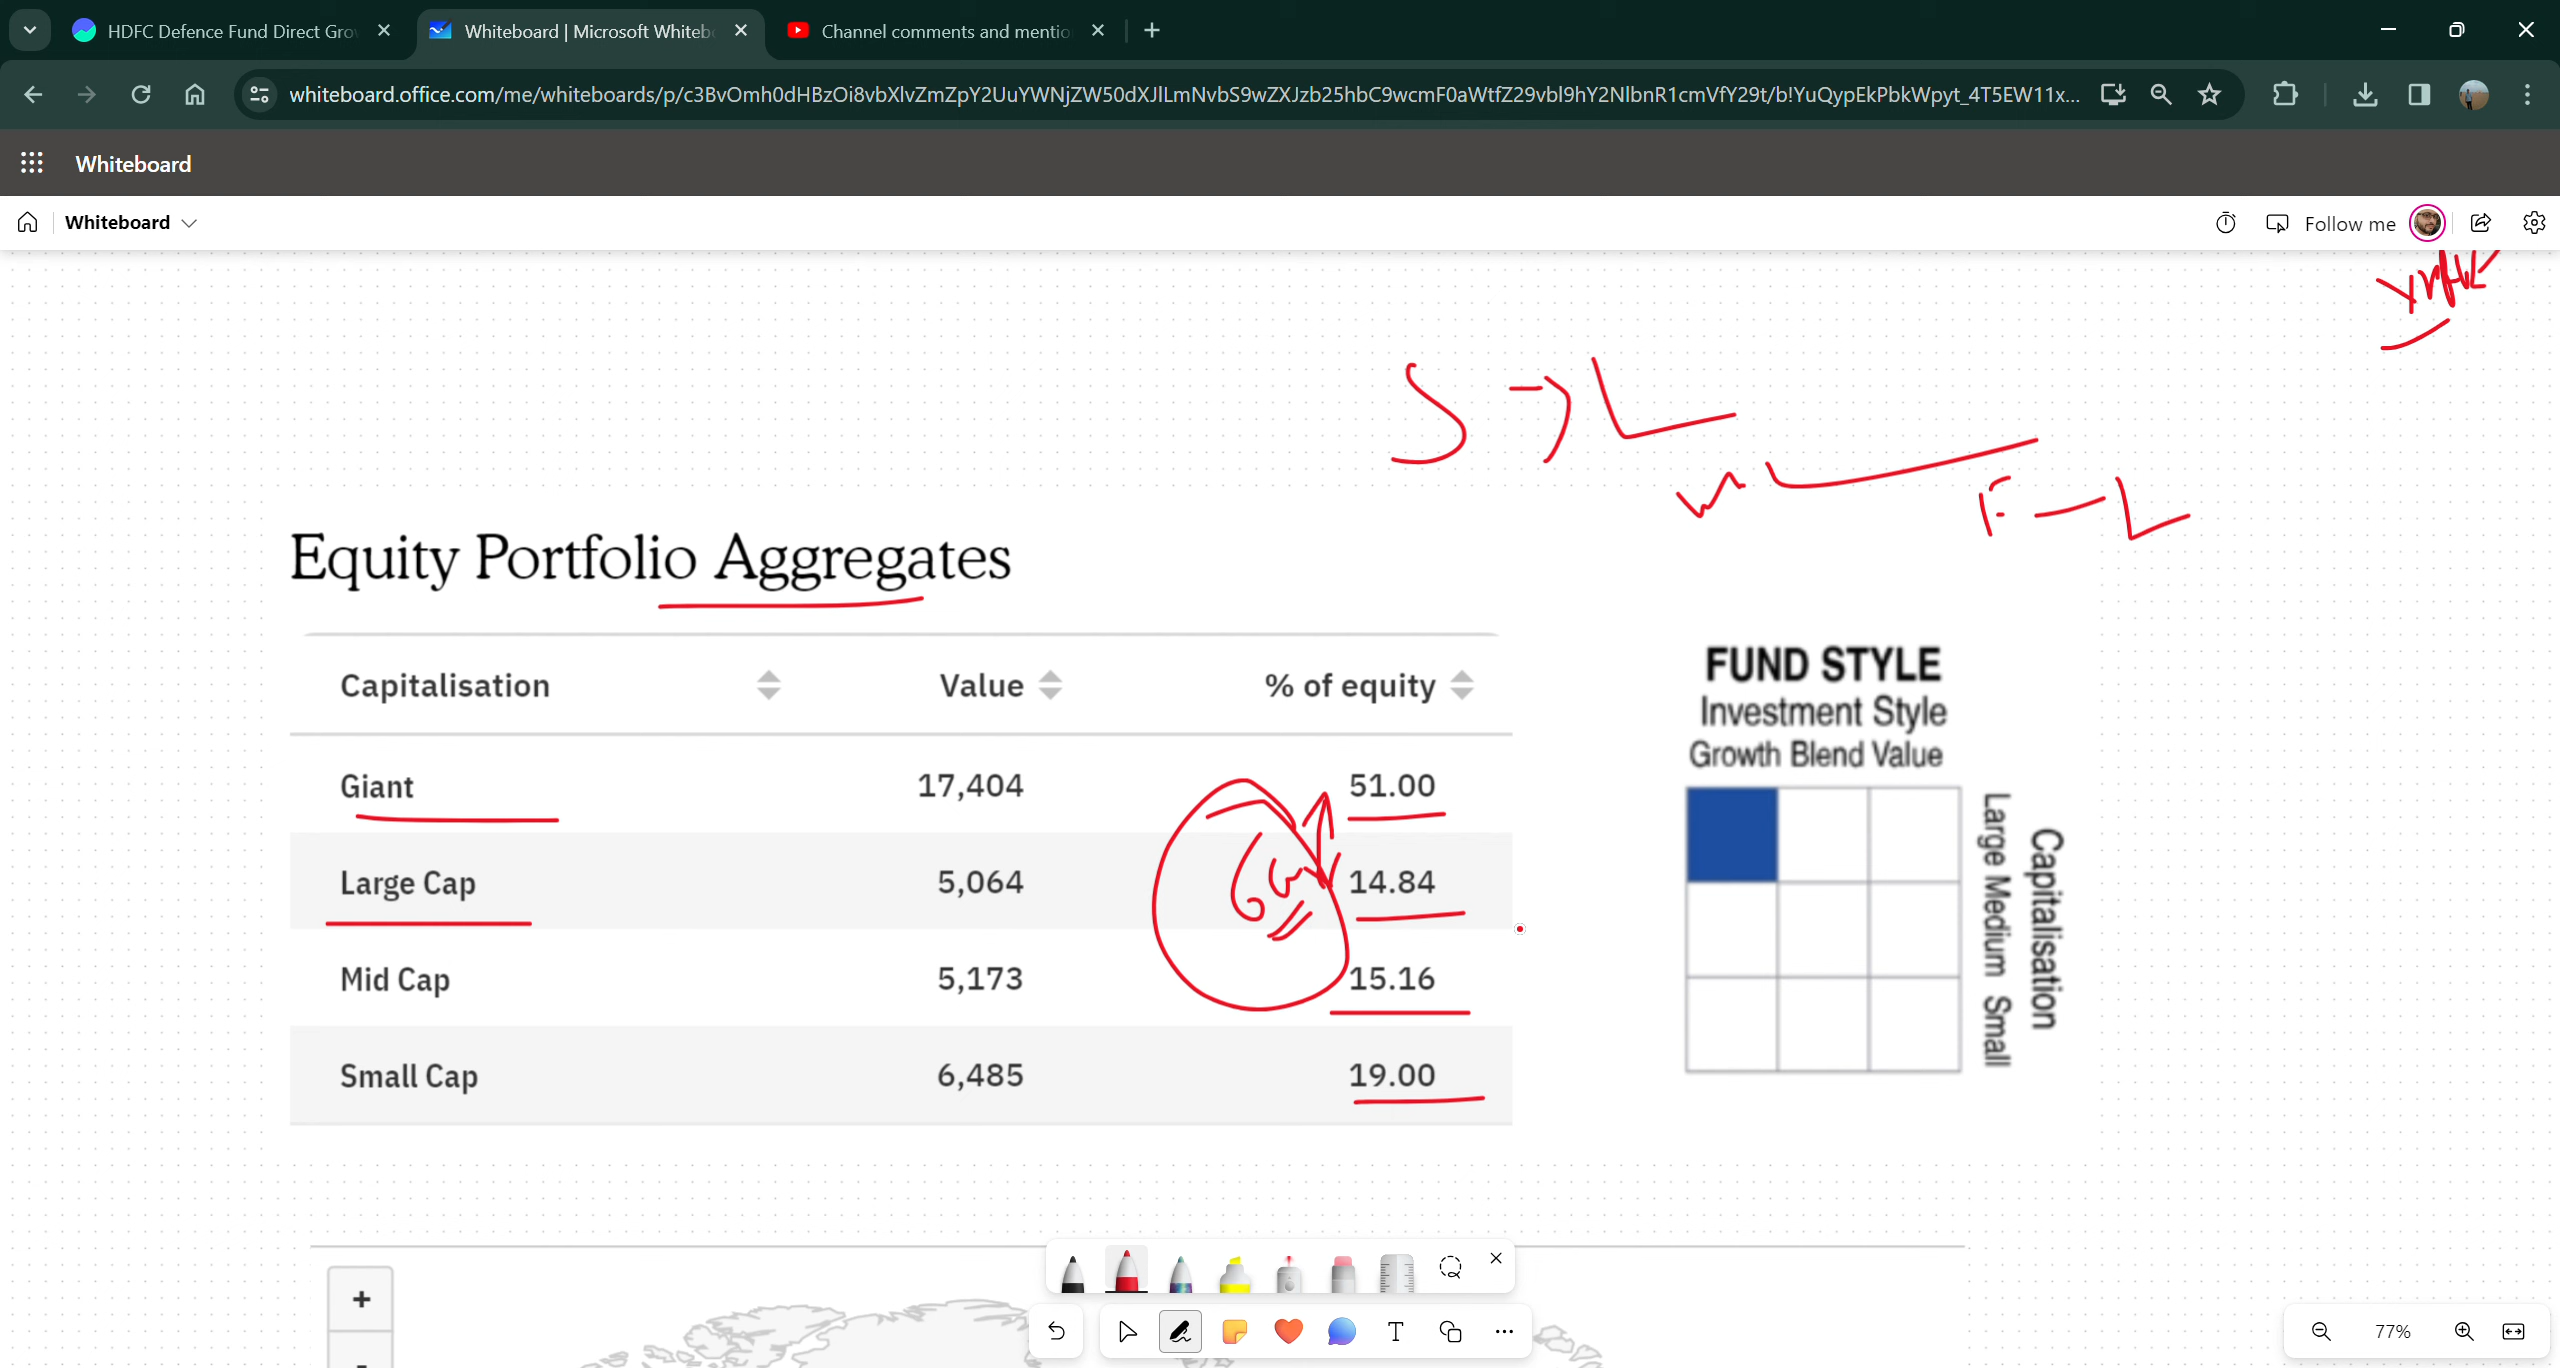 HDFC Defence Fund Direct Gro
Whiteboard | Microsoft Whiteb
Channel comments and mentio
whiteboard.office.com/me/whiteboards/p/c3BvOmh0dHBzOi8vbXlvZmZpY2UuYWNjZW50dXJlLmNvbS9wZXJzb25hbC9wcmF0aWtfZ29vbl9hY2NlbnR1cmVfY29t/b!YuQypEkPbkWpyt_4T5EW11x...
Whiteboard
Whiteboard
Follow me
S → L
F — L
Equity Portfolio Aggregates
Capitalisation Value % of equity
Giant 17,404 51.00
Large Cap 5,064 14.84
Mid Cap 5,173 15.16
Small Cap 6,485 19.00
FUND STYLE
Investment Style
Growth Blend Value
Large Medium Small
Capitalisation
+
-
T
77%